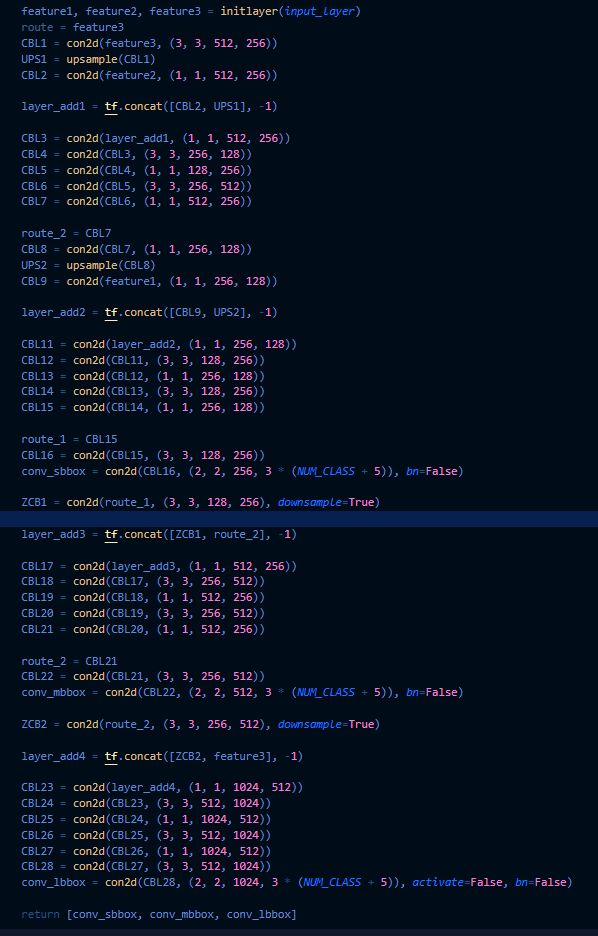 feature1, feature2, feature3 = initlayer(input_layer)
route = feature3
CBL1 = con2d(feature3, (3, 3, 512, 256))
UPS1 = upsample(CBL1)
CBL2 = con2d(feature2, (1, 1, 512, 256))
layer_add1 = tf.concat([CBL2, UPS1], -1)
CBL3 = con2d(layer_add1, (1, 1, 512, 256))
CBL4 = con2d(CBL3, (3, 3, 256, 128))
CBL5 = con2d(CBL4, (1, 1, 128, 256))
CBL6 = con2d(CBL5, (3, 3, 256, 512))
CBL7 = con2d(CBL6, (1, 1, 512, 256))
route_2 = CBL7
CBL8 = con2d(CBL7, (1, 1, 256, 128))
UPS2 = upsample(CBL8)
CBL9 = con2d(feature1, (1, 1, 256, 128))
layer_add2 = tf.concat([CBL9, UPS2], -1)
CBL11 = con2d(layer_add2, (1, 1, 256, 128))
CBL12 = con2d(CBL11, (3, 3, 128, 256))
CBL13 = con2d(CBL12, (1, 1, 256, 128))
CBL14 = con2d(CBL13, (3, 3, 128, 256))
CBL15 = con2d(CBL14, (1, 1, 256, 128))
route_1 = CBL15
CBL16 = con2d(CBL15, (3, 3, 128, 256))
conv_sbbox = con2d(CBL16, (2, 2, 256, 3 * (NUM_CLASS + 5)), bn=False)
ZCB1 = con2d(route_1, (3, 3, 128, 256), downsample=True)
layer_add3 = tf.concat([ZCB1, route_2], -1)
CBL17 = con2d(layer_add3, (1, 1, 512, 256))
CBL18 = con2d(CBL17, (3, 3, 256, 512))
CBL19 = con2d(CBL18, (1, 1, 512, 256))
CBL20 = con2d(CBL19, (3, 3, 256, 512))
CBL21 = con2d(CBL20, (1, 1, 512, 256))
route_2 = CBL21
CBL22 = con2d(CBL21, (3, 3, 256, 512))
conv_mbbox = con2d(CBL22, (2, 2, 512, 3 * (NUM_CLASS + 5)), bn=False)
ZCB2 = con2d(route_2, (3, 3, 256, 512), downsample=True)
layer_add4 = tf.concat([ZCB2, feature3], -1)
CBL23 = con2d(layer_add4, (1, 1, 1024, 512))
CBL24 = con2d(CBL23, (3, 3, 512, 1024))
CBL25 = con2d(CBL24, (1, 1, 1024, 512))
CBL26 = con2d(CBL25, (3, 3, 512, 1024))
CBL27 = con2d(CBL26, (1, 1, 1024, 512))
CBL28 = con2d(CBL27, (3, 3, 512, 1024))
conv_lbbox = con2d(CBL28, (2, 2, 1024, 3 * (NUM_CLASS + 5)), activate=False, bn=False)
return [conv_sbbox, conv_mbbox, conv_lbbox]